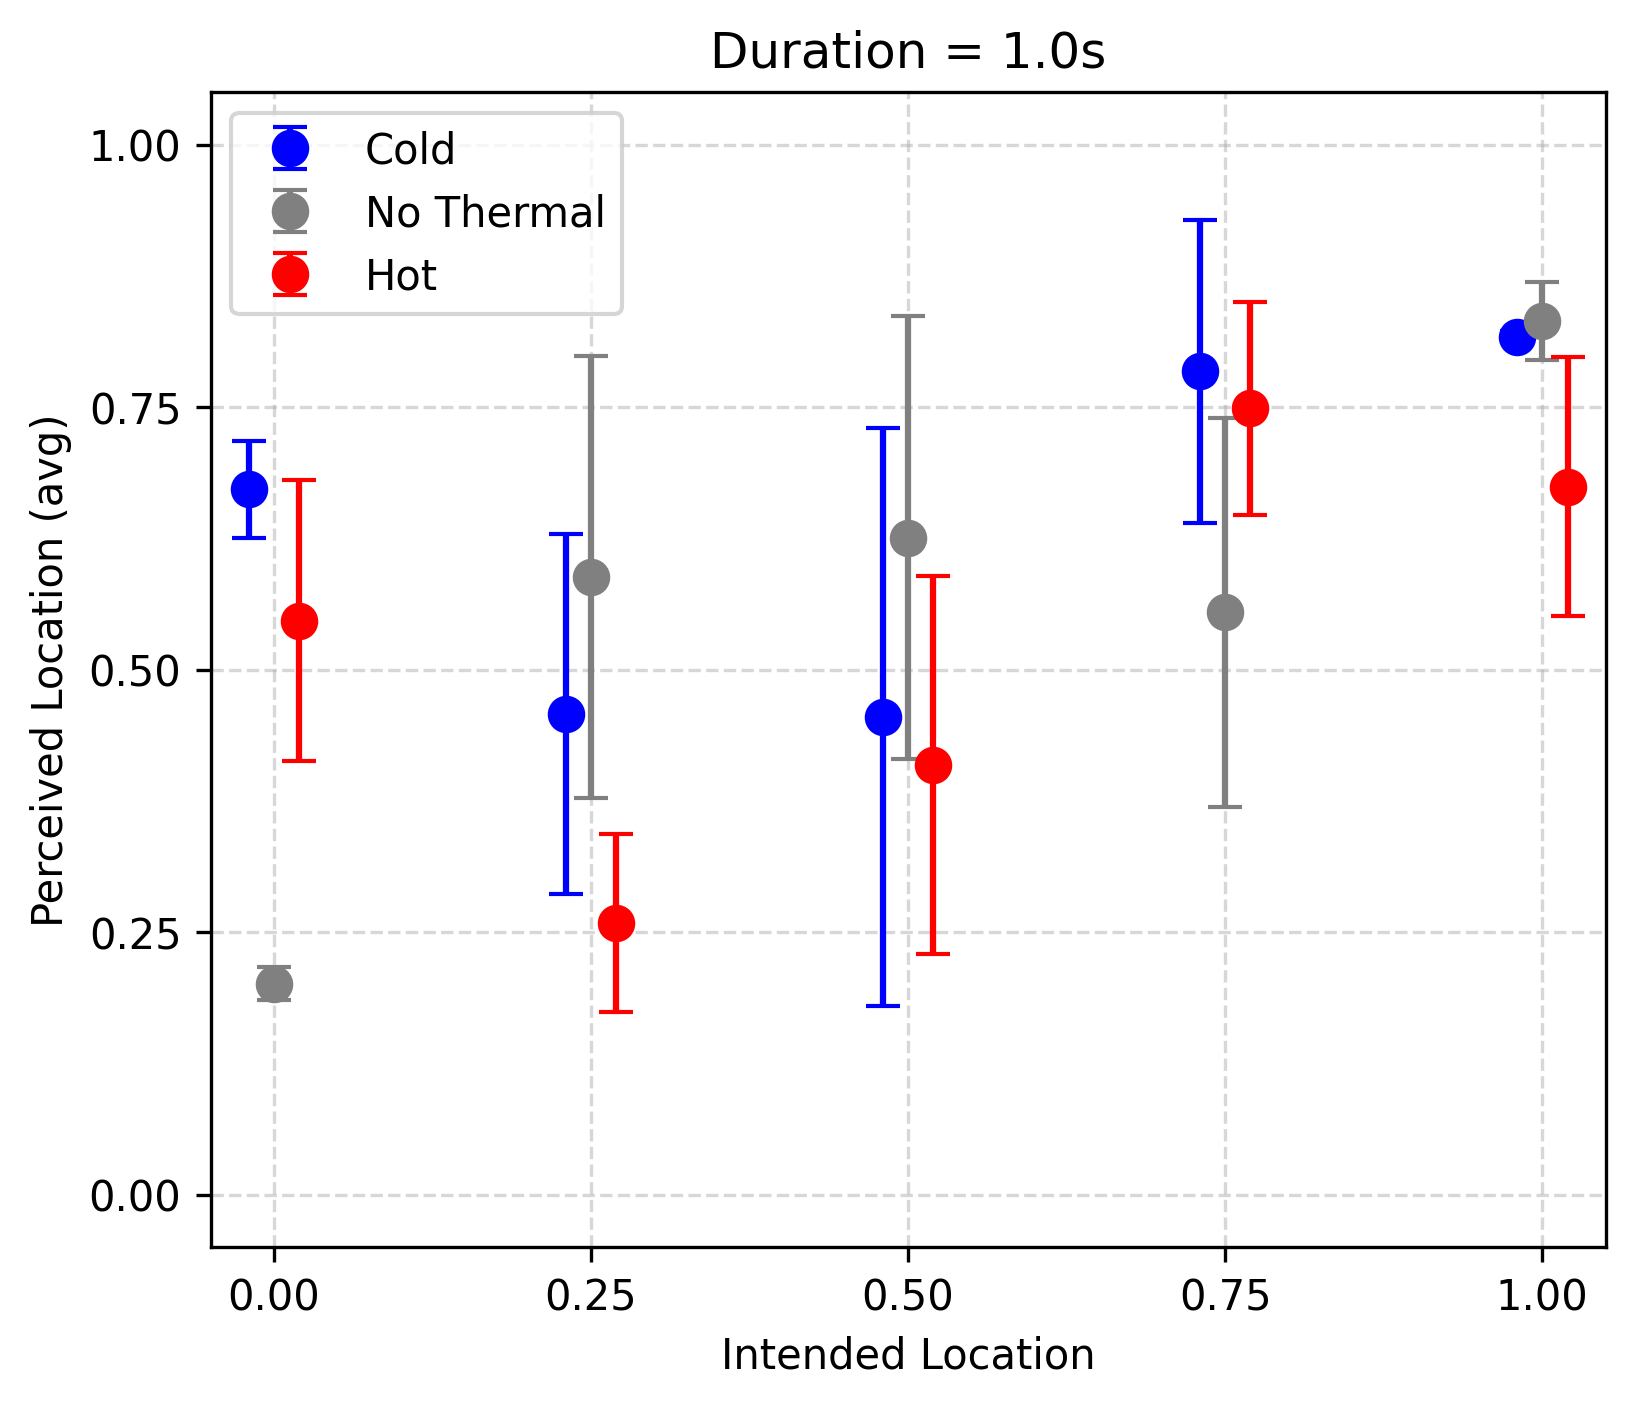 Duration = 1.0s
Cold
No Thermal
Hot
1.00
0.75
0.50
0.25
0.00
Perceived Location (avg)
0.00 0.25 0.50 0.75 1.00
Intended Location